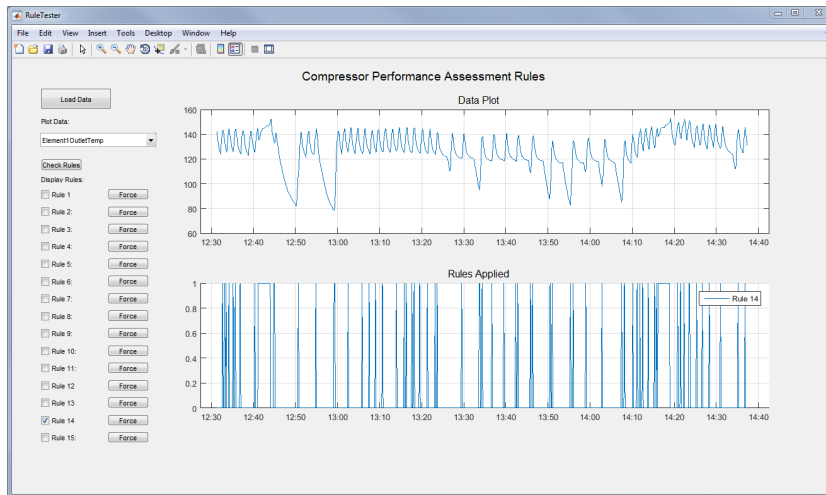 RuleTester
File Edit View Insert Tools Desktop Window Help
Compressor Performance Assessment Rules
Load Data
Plot Data:
Element1OutletTemp
Check Rules
Display Rules:
Rule 1 Force
Rule 2: Force
Rule 3: Force
Rule 4: Force
Rule 5: Force
Rule 6: Force
Rule 7: Force
Rule 8: Force
Rule 9: Force
Rule 10: Force
Rule 11: Force
Rule 12 Force
Rule 13 Force
Rule 14 Force
Rule 15: Force
Data Plot
160
140
120
100
80
60
12:30 12:40 12:50 13:00 13:10 13:20 13:30 13:40 13:50 14:00 14:10 14:20 14:30 14:40
Rules Applied
Rule 14
1
0.8
0.6
0.4
0.2
0
12:30 12:40 12:50 13:00 13:10 13:20 13:30 13:40 13:50 14:00 14:10 14:20 14:30 14:40